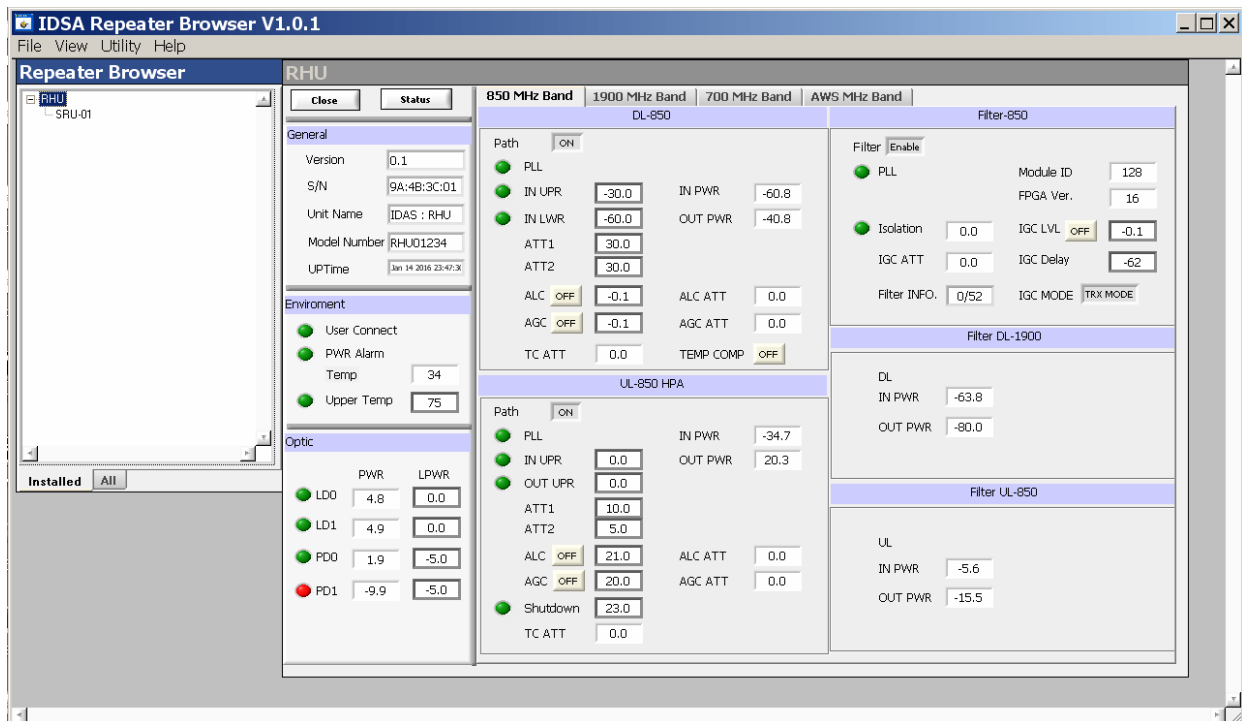 IDSA Repeater Browser V1.0.1
File View Utility Help
Repeater Browser
RHU
SRU-01
Installed All
RHU
Close Status
General
Version 0.1
S/N 9A:4B:3C:01
Unit Name IDAS : RHU
Model Number RHU01234
UPTime Jan 14 2016 23:47:3
Enviroment
User Connect
PWR Alarm
Temp 34
Upper Temp 75
Optic
PWR LPWR
LD0 4.8 0.0
LD1 4.9 0.0
PD0 1.9 -5.0
PD1 -9.9 -5.0
850 MHz Band 1900 MHz Band 700 MHz Band AWS MHz Band
DL-850
Path ON
PLL
IN UPR -30.0 IN PWR -60.8
IN LWR -60.0 OUT PWR -40.8
ATT1 30.0
ATT2 30.0
ALC OFF -0.1 ALC ATT 0.0
AGC OFF -0.1 AGC ATT 0.0
TC ATT 0.0 TEMP COMP OFF
UL-850 HPA
Path ON
PLL IN PWR -34.7
IN UPR 0.0 OUT PWR 20.3
OUT UPR 0.0
ATT1 10.0
ATT2 5.0
ALC OFF 21.0 ALC ATT 0.0
AGC OFF 20.0 AGC ATT 0.0
Shutdown 23.0
TC ATT 0.0
Filter-850
Filter Enable
PLL Module ID 128
FPGA Ver. 16
Isolation 0.0 IGC LVL OFF -0.1
IGC ATT 0.0 IGC Delay -62
Filter INFO. 0/52 IGC MODE TRX MODE
Filter DL-1900
DL
IN PWR -63.8
OUT PWR -80.0
Filter UL-850
UL
IN PWR -5.6
OUT PWR -15.5